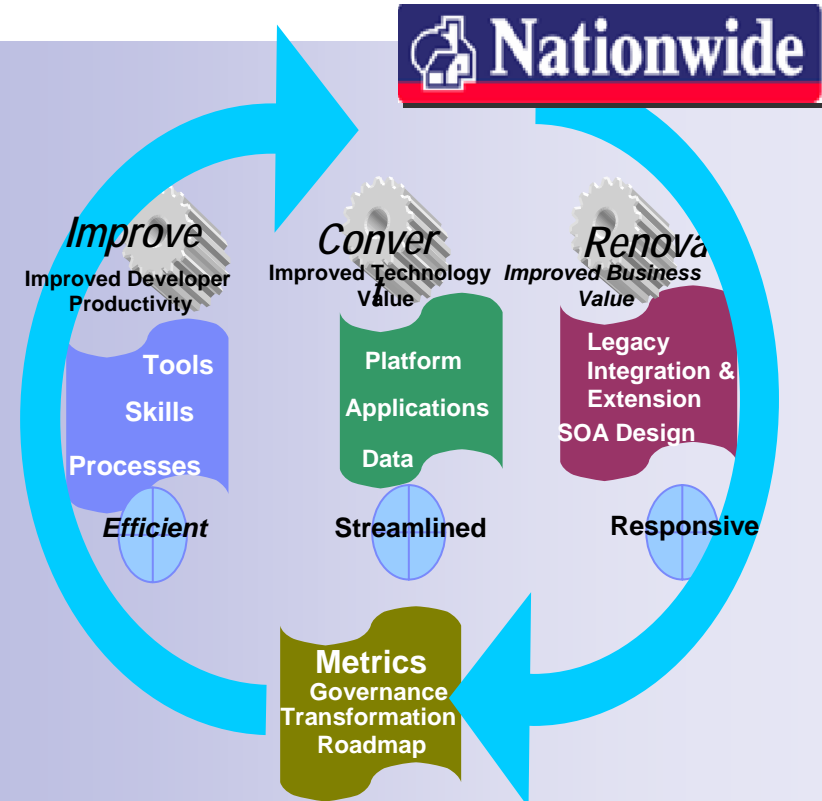 Nationwide
Improve
Improved Developer
Productivity
Tools
Skills
Processes
Efficient
Conver
t
Improved Technology
Value
Platform
Applications
Data
Streamlined
Renova
Improved Business
Value
Legacy
Integration &
Extension
SOA Design
Responsive
Metrics
Governance
Transformation
Roadmap